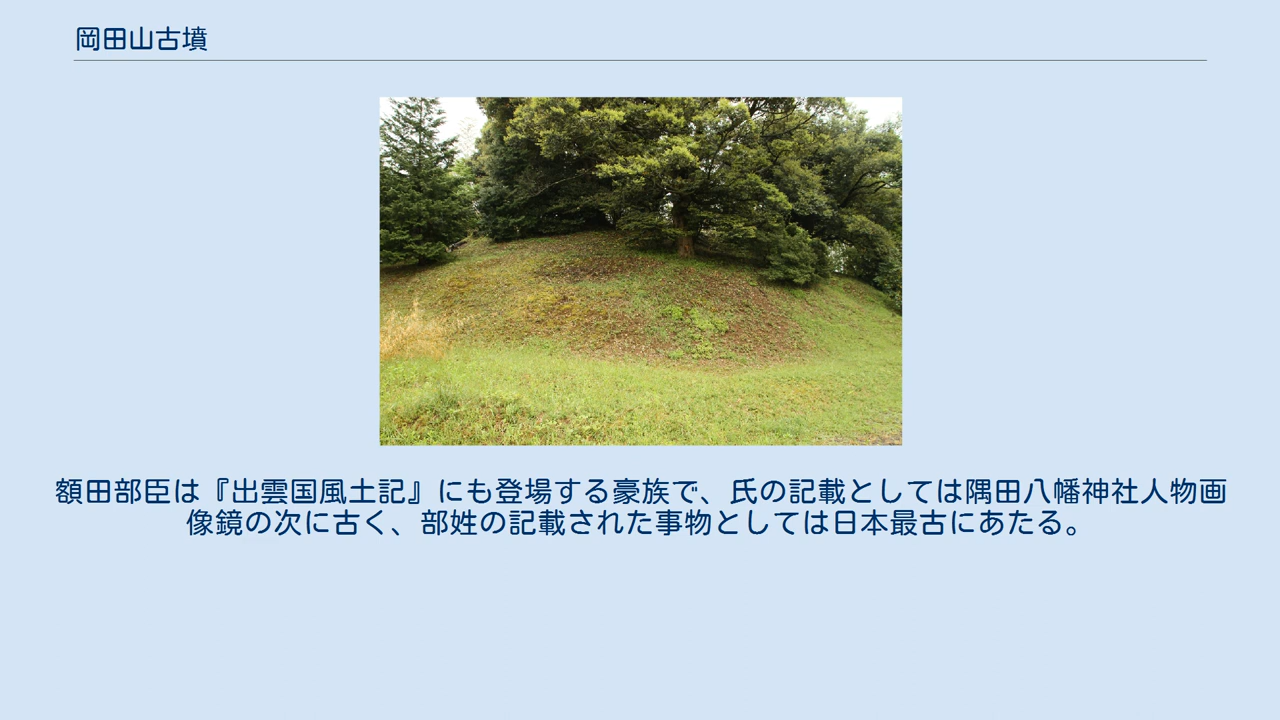 岡田山古墳
額田部臣は『出雲国風土記』にも登場する豪族で、氏の記載としては隅田八幡神社人物画
像鏡の次に古く、部姓の記載された事物としては日本最古にあたる。